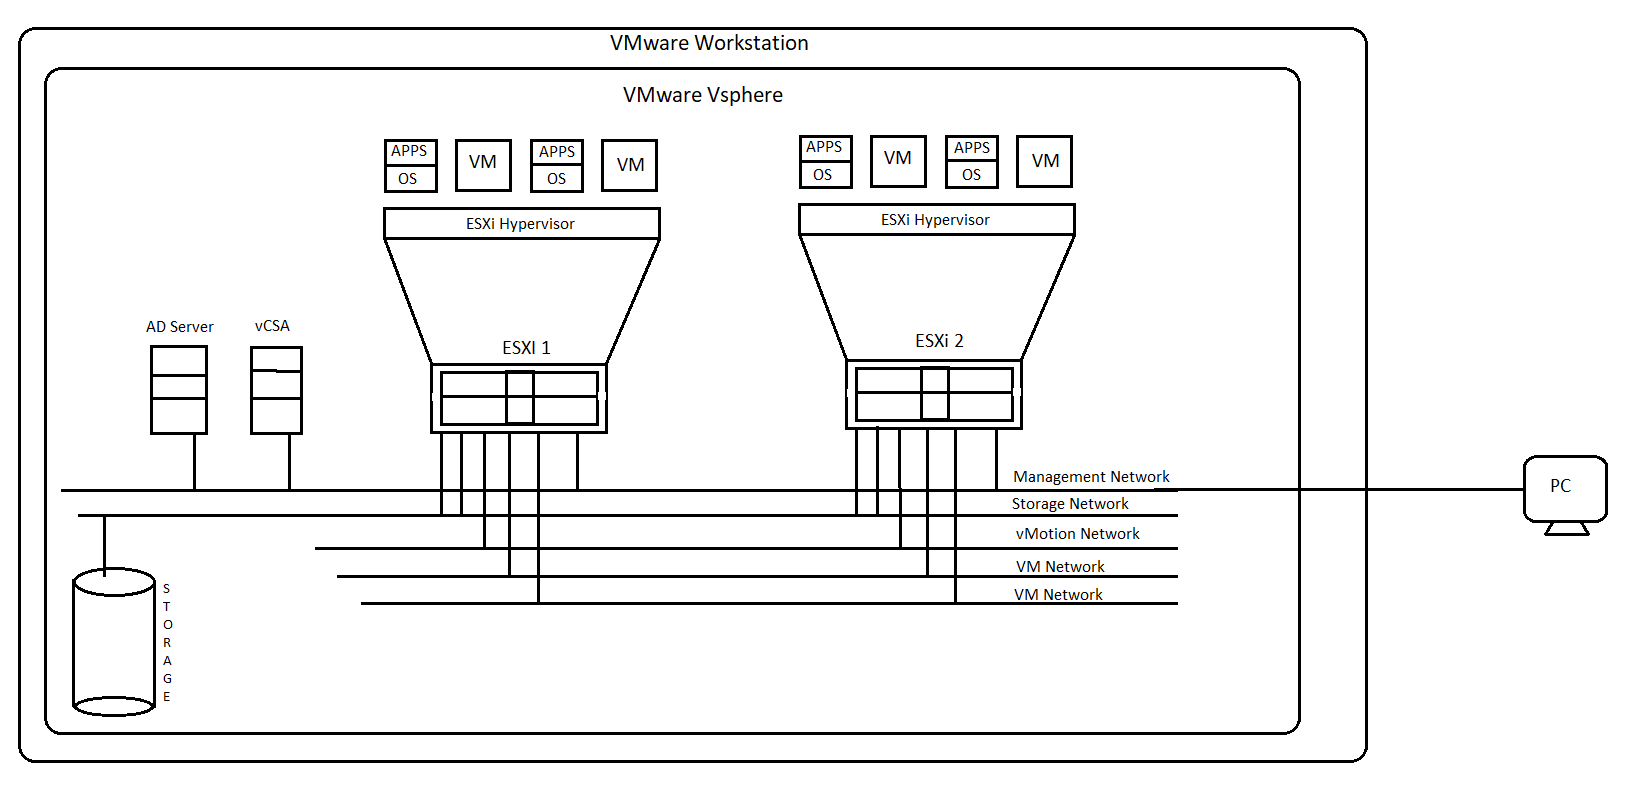 VMware Workstation
VMware Vsphere
APPS
OS
VM
APPS
OS
VM
APPS
OS
VM
APPS
OS
VM
ESXi Hypervisor
ESXi Hypervisor
AD Server
vCSA
ESXI 1
ESXi 2
Management Network
Storage Network
vMotion Network
VM Network
VM Network
PC
S
T
O
R
A
G
E